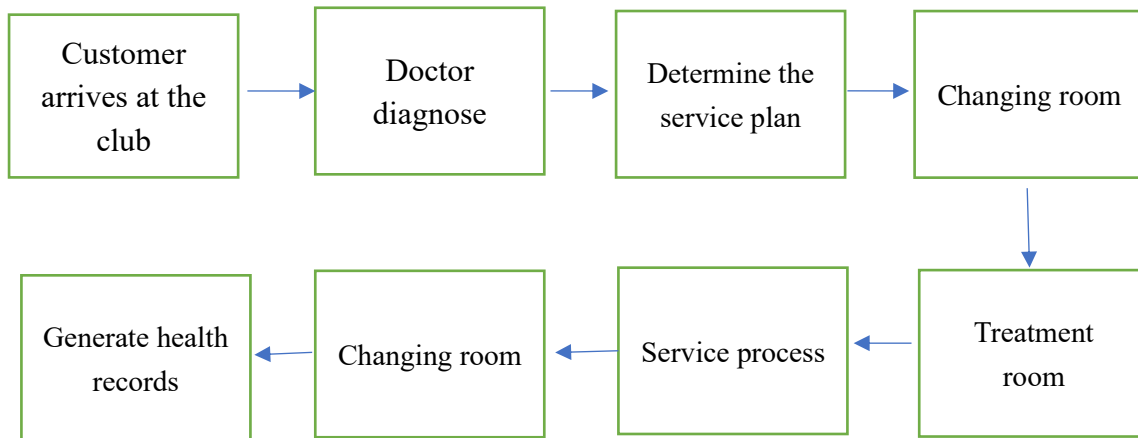 Customer
arrives at the
club
Doctor
diagnose
Determine the
service plan
Changing room
Treatment
room
Service process
Changing room
Generate health
records